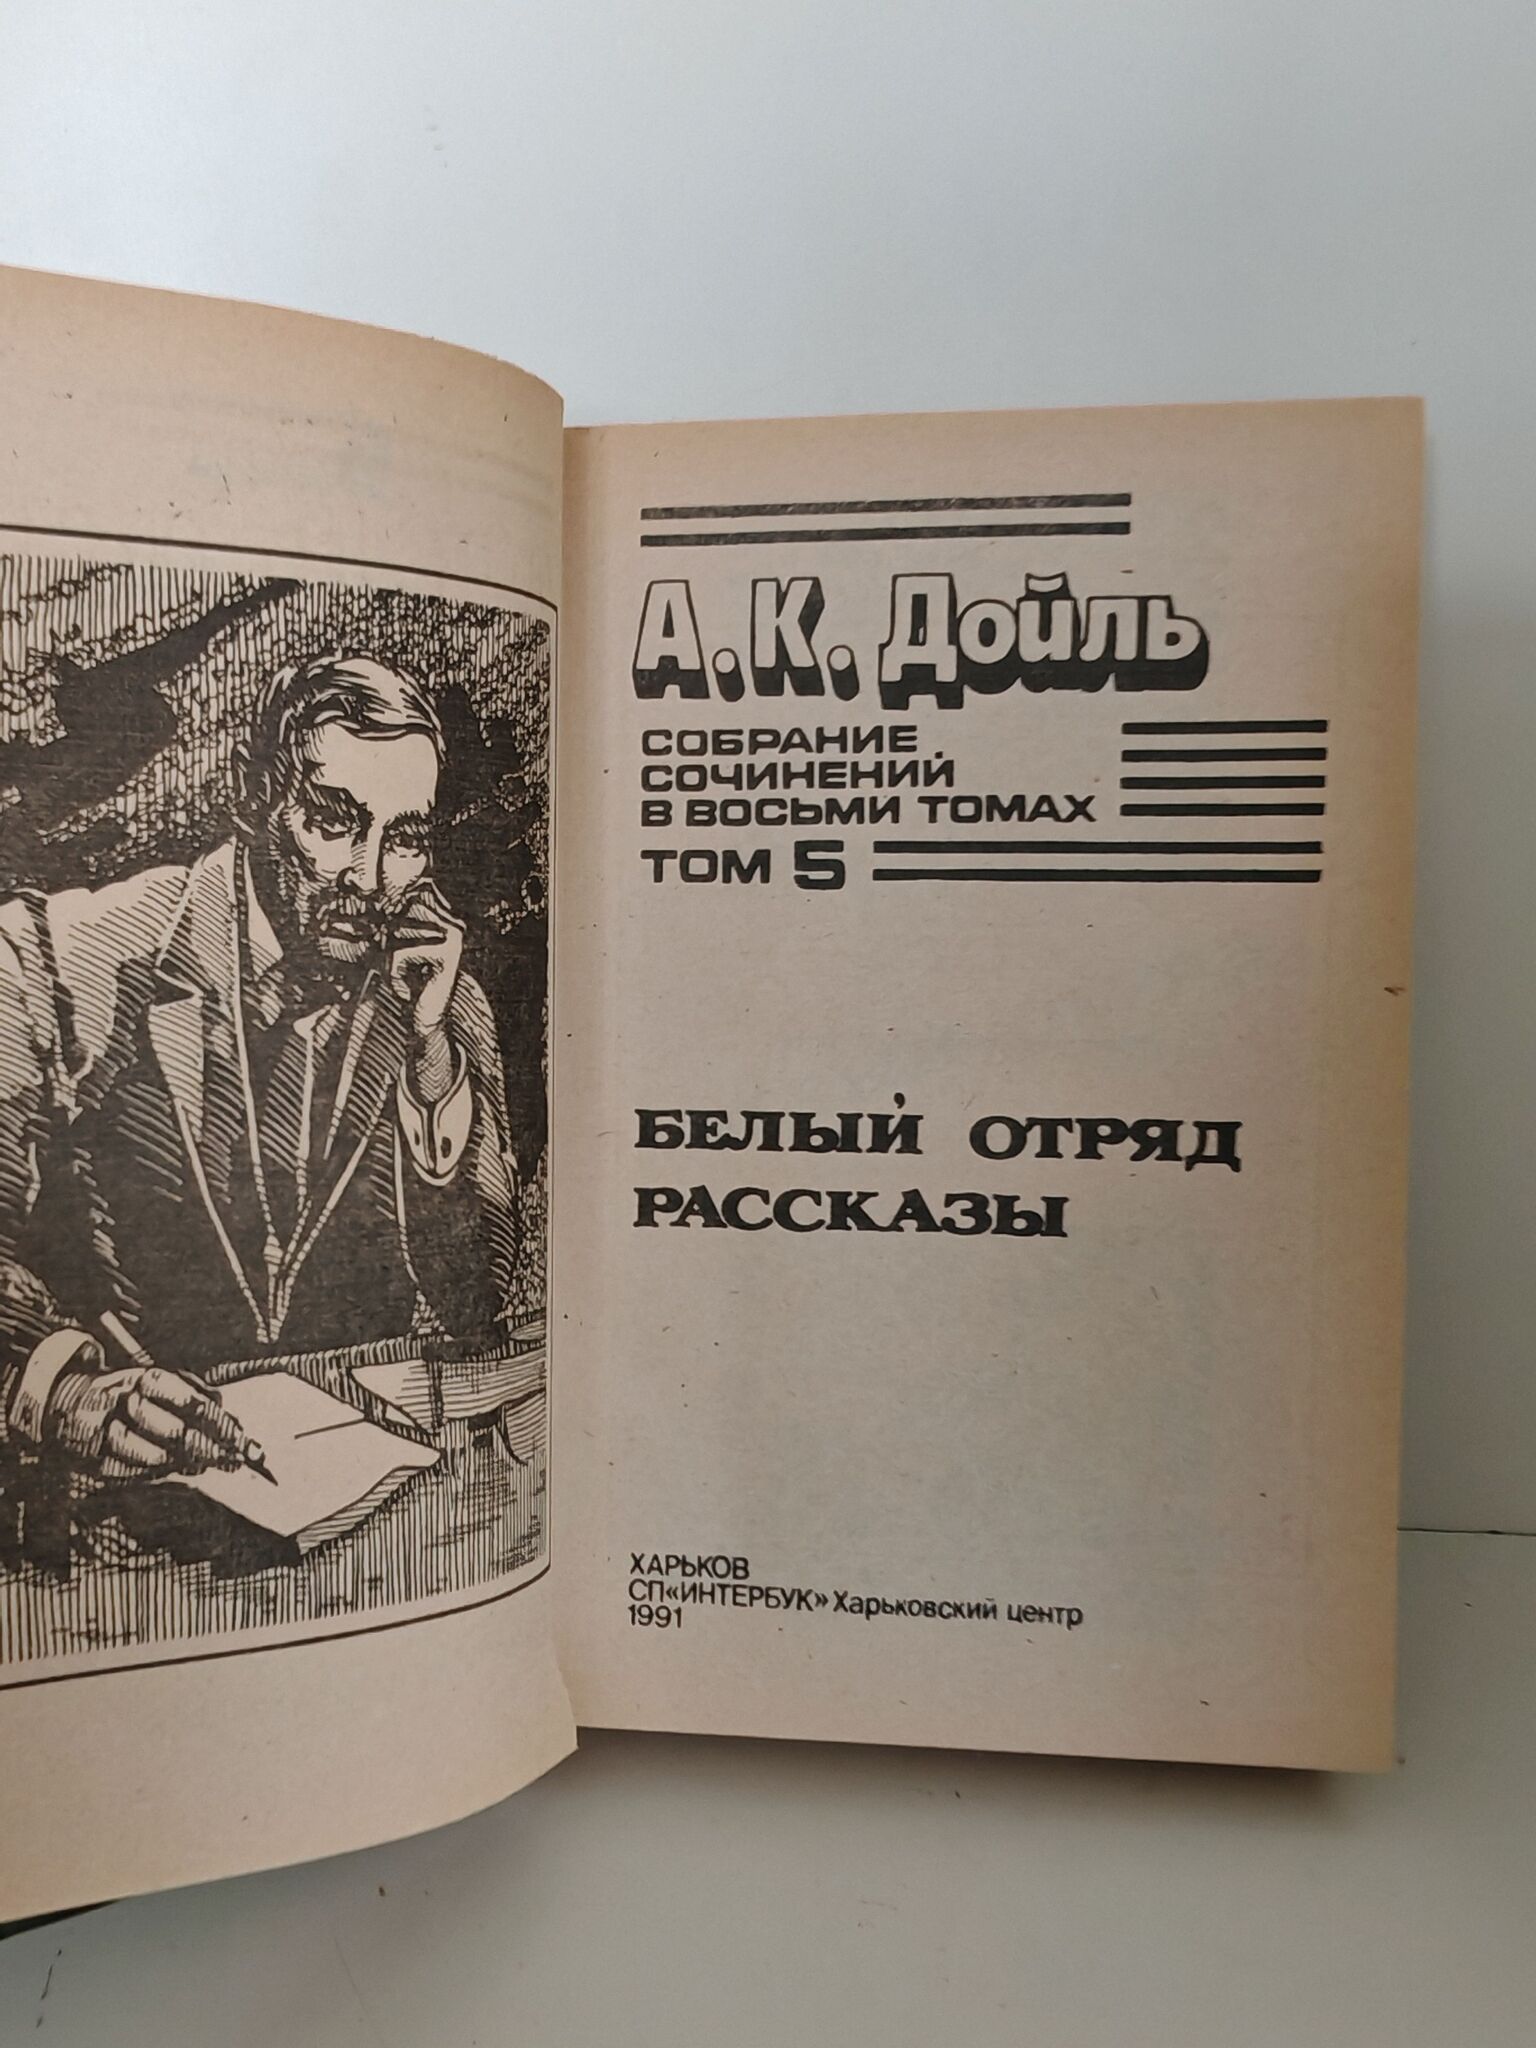 А.К. Дойль
СОБРАНИЕ
СОЧИНЕНИЙ
В ВОСЬМИ ТОМАХ
ТОМ 5
БЕЛЫЙ ОТРЯД
РАССКАЗЫ
ХАРЬКОВ
СП«ИНТЕРБУК» Харьковский центр
1991